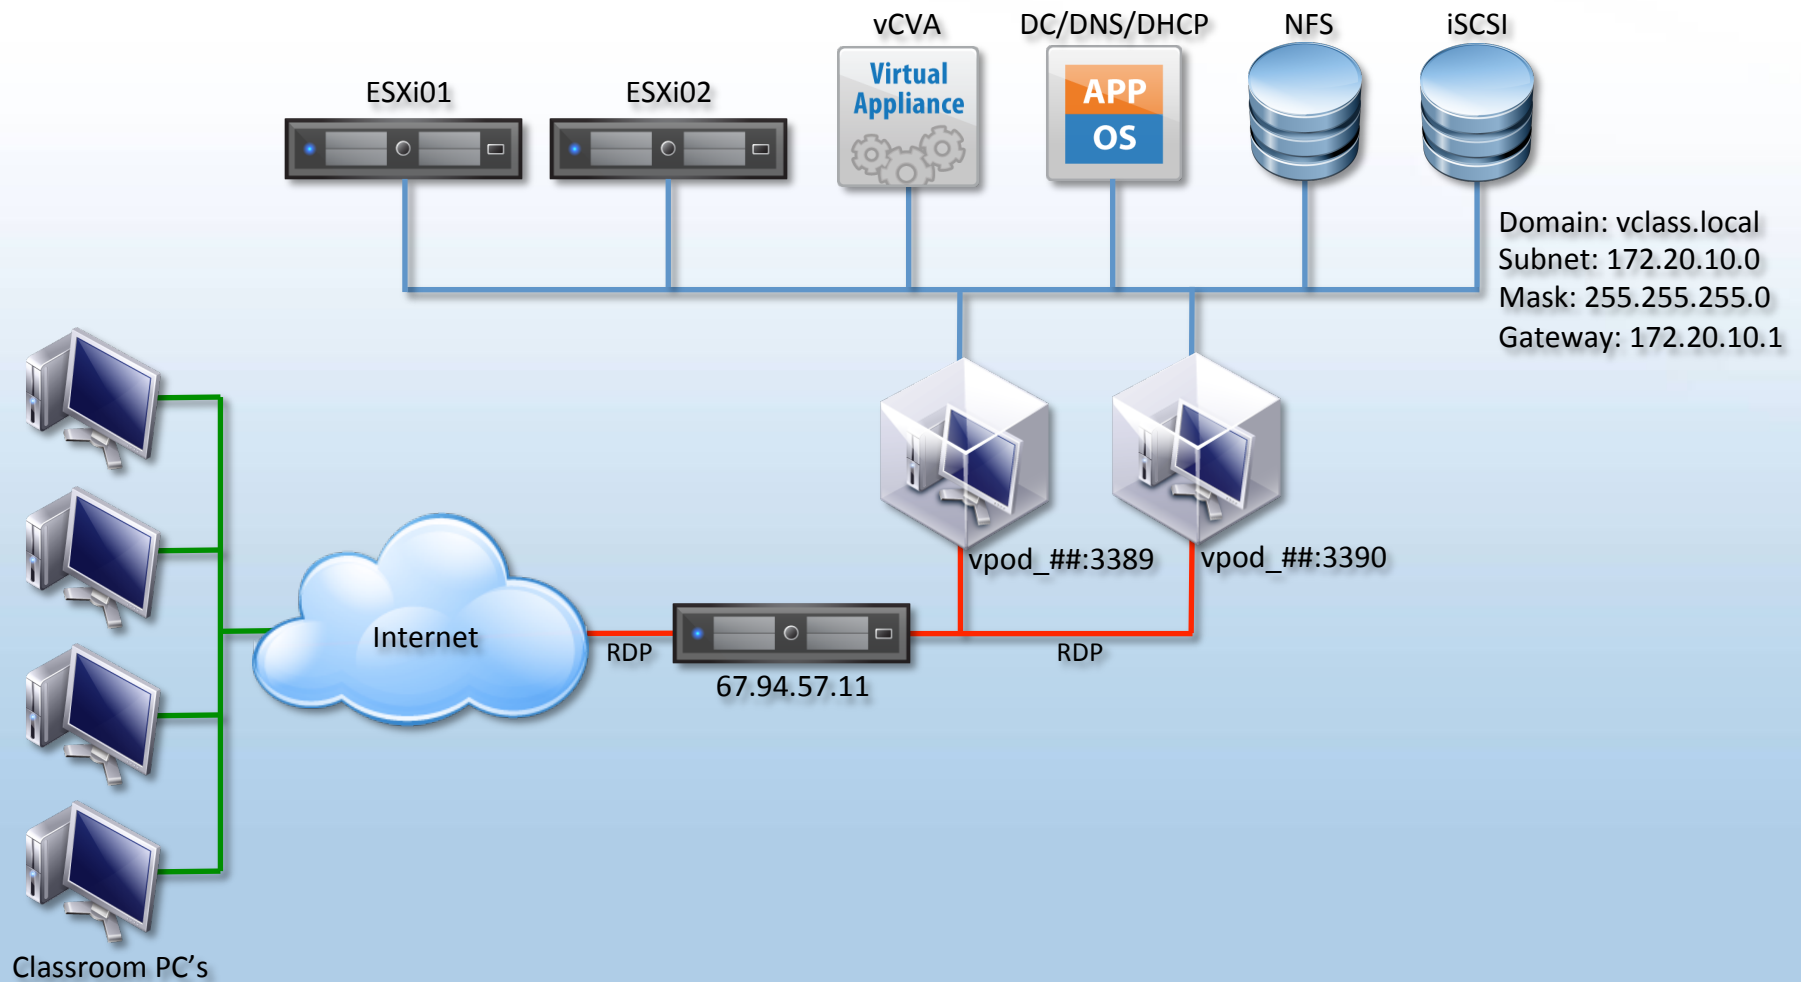 vCVA
DC/DNS/DHCP
NFS
iSCSI
ESXi01
ESXi02
Virtual
Appliance
APP
OS
Domain: vclass.local
Subnet: 172.20.10.0
Mask: 255.255.255.0
Gateway: 172.20.10.1
vpod_##:3389
vpod_##:3390
Internet
RDP
RDP
67.94.57.11
Classroom PC’s